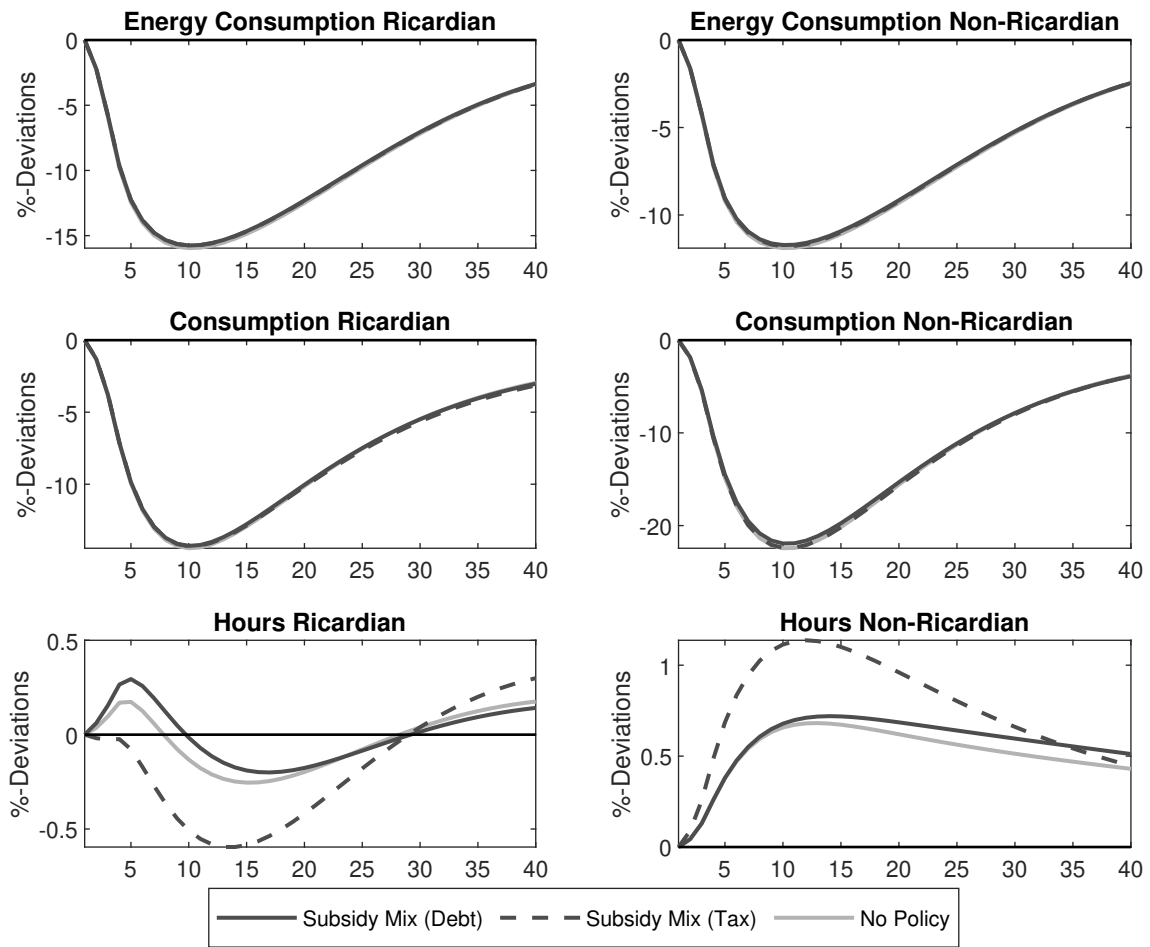 Energy Consumption Ricardian
%-Deviations
0
-5
-10
-15
5 10 15 20 25 30 35 40
Energy Consumption Non-Ricardian
%-Deviations
0
-5
-10
5 10 15 20 25 30 35 40
Consumption Ricardian
%-Deviations
0
-5
-10
5 10 15 20 25 30 35 40
Consumption Non-Ricardian
%-Deviations
0
-10
-20
5 10 15 20 25 30 35 40
Hours Ricardian
%-Deviations
0.5
0
-0.5
5 10 15 20 25 30 35 40
Hours Non-Ricardian
%-Deviations
1
0.5
0
5 10 15 20 25 30 35 40
Subsidy Mix (Debt) Subsidy Mix (Tax) No Policy